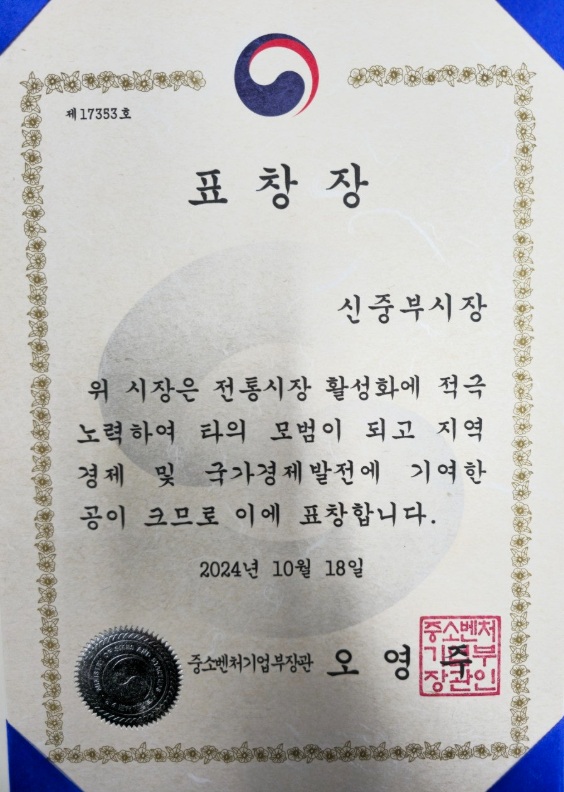 제17353호
표 창 장
신중부시장
위 시장은 전통시장 활성화에 적극
노력하여 타의 모범이 되고 지역
경제 및 국가경제발전에 기여한
공이 크므로 이에 표창합니다.
2024년 10월 18일
중소벤처기업부장관 오 영 주
중소벤처
기업부
장관인